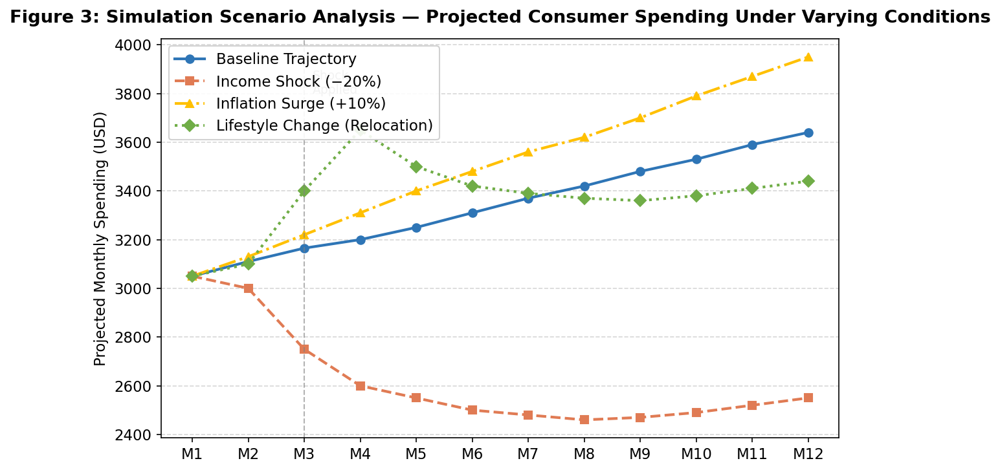 Figure 3: Simulation Scenario Analysis — Projected Consumer Spending Under Varying Conditions
4000
3800
3600
3400
3200
3000
2800
2600
2400
Projected Monthly Spending (USD)
Shock
Applied
Baseline Trajectory
Income Shock (−20%)
Inflation Surge (+10%)
Lifestyle Change (Relocation)
M1 M2 M3 M4 M5 M6 M7 M8 M9 M10 M11 M12